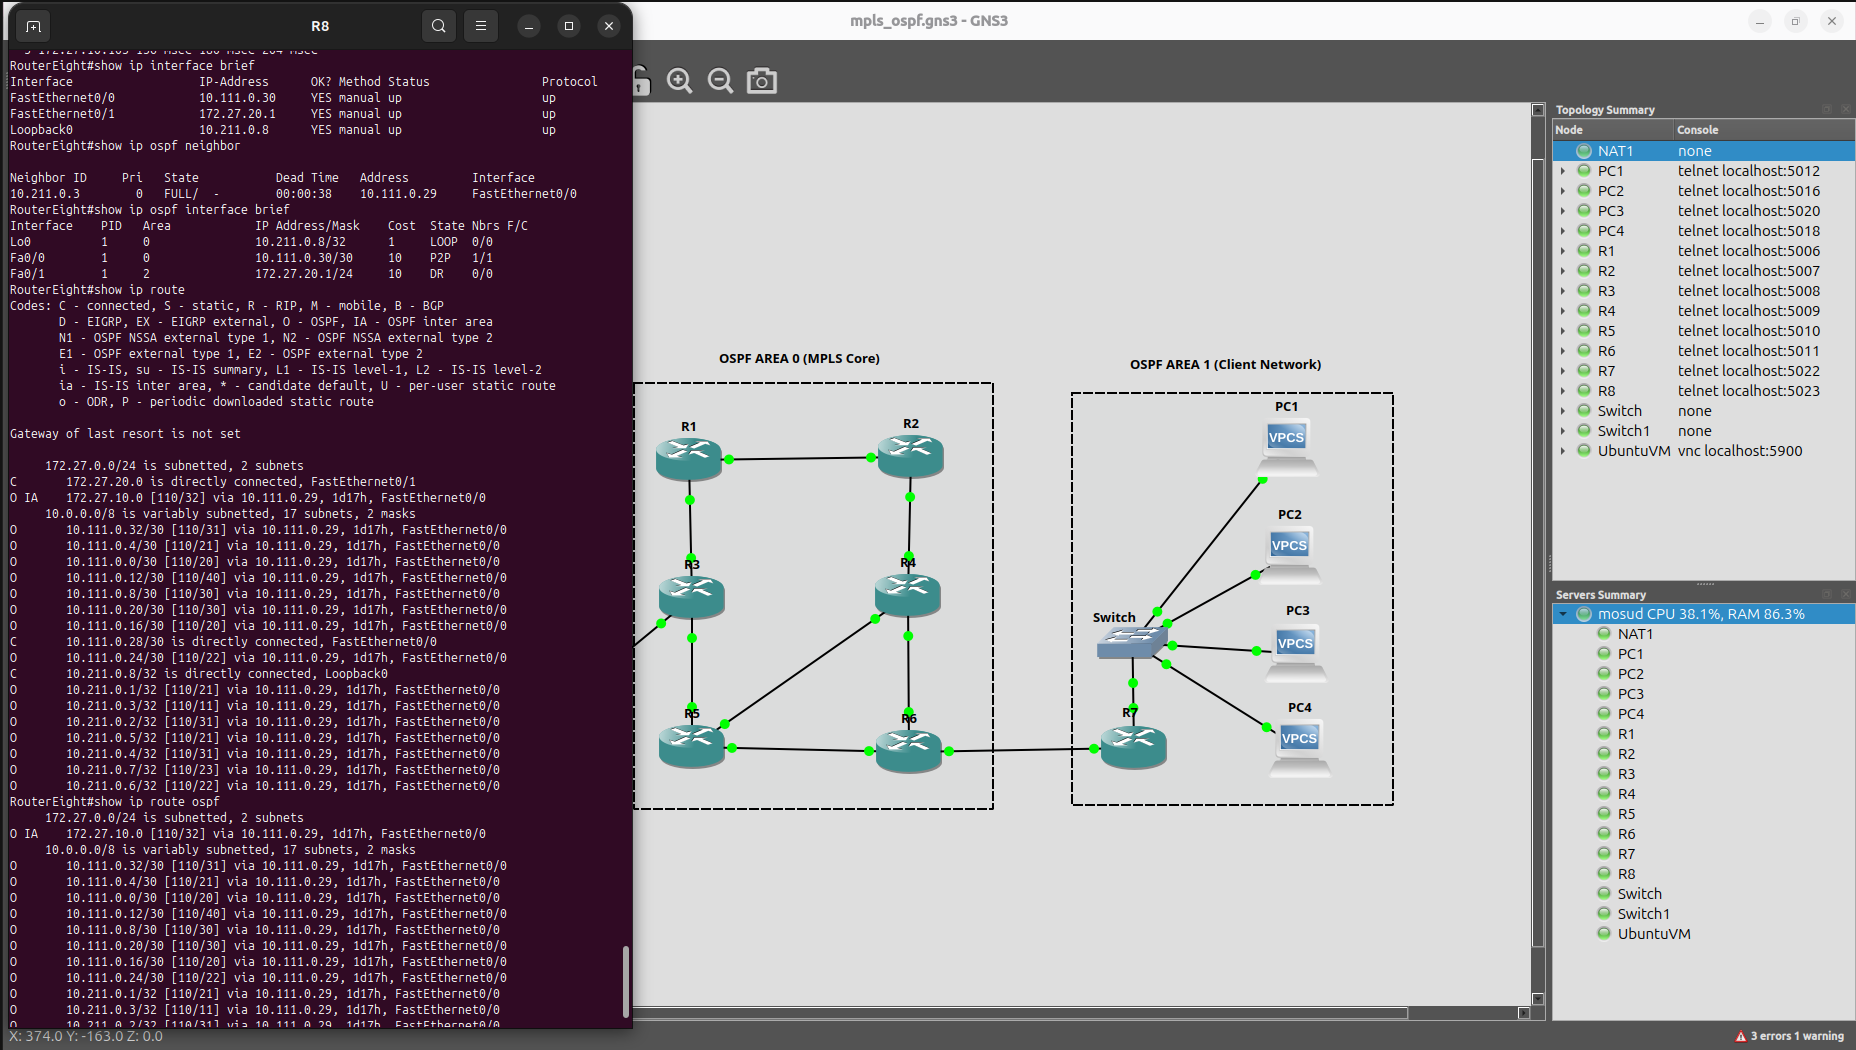 R8
mpls_ospf.gns3 - GNS3
RouterEight#show ip interface brief
Interface IP-Address OK? Method Status Protocol
FastEthernet0/0 10.111.0.30 YES manual up up
FastEthernet0/1 172.27.20.1 YES manual up up
Loopback0 10.211.0.8 YES manual up up
RouterEight#show ip ospf neighbor
Neighbor ID Pri State Dead Time Address Interface
10.211.0.3 0 FULL/ - 00:00:38 10.111.0.29 FastEthernet0/0
RouterEight#show ip ospf interface brief
Interface PID Area IP Address/Mask Cost State Nbrs F/C
Lo0 1 0 10.211.0.8/32 1 LOOP 0/0
Fa0/0 1 0 10.111.0.30/30 10 P2P 1/1
Fa0/1 1 2 172.27.20.1/24 10 DR 0/0
RouterEight#show ip route
Codes: C - connected, S - static, R - RIP, M - mobile, B - BGP
D - EIGRP, EX - EIGRP external, O - OSPF, IA - OSPF inter area
N1 - OSPF NSSA external type 1, N2 - OSPF NSSA external type 2
E1 - OSPF external type 1, E2 - OSPF external type 2
i - IS-IS, su - IS-IS summary, L1 - IS-IS level-1, L2 - IS-IS level-2
ia - IS-IS inter area, * - candidate default, U - per-user static route
o - ODR, P - periodic downloaded static route
Gateway of last resort is not set
172.27.0.0/24 is subnetted, 2 subnets
C 172.27.20.0 is directly connected, FastEthernet0/1
O IA 172.27.10.0 [110/32] via 10.111.0.29, 1d17h, FastEthernet0/0
10.0.0.0/8 is variably subnetted, 17 subnets, 2 masks
O 10.111.0.32/30 [110/31] via 10.111.0.29, 1d17h, FastEthernet0/0
O 10.111.0.4/30 [110/21] via 10.111.0.29, 1d17h, FastEthernet0/0
O 10.111.0.0/30 [110/20] via 10.111.0.29, 1d17h, FastEthernet0/0
O 10.111.0.12/30 [110/40] via 10.111.0.29, 1d17h, FastEthernet0/0
O 10.111.0.8/30 [110/30] via 10.111.0.29, 1d17h, FastEthernet0/0
O 10.111.0.20/30 [110/30] via 10.111.0.29, 1d17h, FastEthernet0/0
O 10.111.0.16/30 [110/20] via 10.111.0.29, 1d17h, FastEthernet0/0
C 10.111.0.28/30 is directly connected, FastEthernet0/0
O 10.111.0.24/30 [110/22] via 10.111.0.29, 1d17h, FastEthernet0/0
C 10.211.0.8/32 is directly connected, Loopback0
O 10.211.0.1/32 [110/21] via 10.111.0.29, 1d17h, FastEthernet0/0
O 10.211.0.3/32 [110/11] via 10.111.0.29, 1d17h, FastEthernet0/0
O 10.211.0.2/32 [110/31] via 10.111.0.29, 1d17h, FastEthernet0/0
O 10.211.0.5/32 [110/21] via 10.111.0.29, 1d17h, FastEthernet0/0
O 10.211.0.4/32 [110/31] via 10.111.0.29, 1d17h, FastEthernet0/0
O 10.211.0.7/32 [110/23] via 10.111.0.29, 1d17h, FastEthernet0/0
O 10.211.0.6/32 [110/22] via 10.111.0.29, 1d17h, FastEthernet0/0
RouterEight#show ip route ospf
172.27.0.0/24 is subnetted, 2 subnets
O IA 172.27.10.0 [110/32] via 10.111.0.29, 1d17h, FastEthernet0/0
10.0.0.0/8 is variably subnetted, 17 subnets, 2 masks
O 10.111.0.32/30 [110/31] via 10.111.0.29, 1d17h, FastEthernet0/0
O 10.111.0.4/30 [110/21] via 10.111.0.29, 1d17h, FastEthernet0/0
O 10.111.0.0/30 [110/20] via 10.111.0.29, 1d17h, FastEthernet0/0
O 10.111.0.12/30 [110/40] via 10.111.0.29, 1d17h, FastEthernet0/0
O 10.111.0.8/30 [110/30] via 10.111.0.29, 1d17h, FastEthernet0/0
O 10.111.0.20/30 [110/30] via 10.111.0.29, 1d17h, FastEthernet0/0
O 10.111.0.16/30 [110/20] via 10.111.0.29, 1d17h, FastEthernet0/0
O 10.111.0.24/30 [110/22] via 10.111.0.29, 1d17h, FastEthernet0/0
O 10.211.0.1/32 [110/21] via 10.111.0.29, 1d17h, FastEthernet0/0
O 10.211.0.3/32 [110/11] via 10.111.0.29, 1d17h, FastEthernet0/0
O 10.211.0.2/32 [110/31] via 10.111.0.29, 1d17h, FastEthernet0/0
X: 374.0 Y: -163.0 Z: 0.0
OSPF AREA 0 (MPLS Core)
R1
R2
R3
R4
R5
R6
OSPF AREA 1 (Client Network)
PC1
VPCS
PC2
VPCS
Switch
PC3
VPCS
R7
PC4
VPCS
Topology Summary
Node Console
NAT1 none
PC1 telnet localhost:5012
PC2 telnet localhost:5016
PC3 telnet localhost:5020
PC4 telnet localhost:5018
R1 telnet localhost:5006
R2 telnet localhost:5007
R3 telnet localhost:5008
R4 telnet localhost:5009
R5 telnet localhost:5010
R6 telnet localhost:5011
R7 telnet localhost:5022
R8 telnet localhost:5023
Switch none
Switch1 none
UbuntuVM vnc localhost:5900
Servers Summary
mosud CPU 38.1%, RAM 86.3%
NAT1
PC1
PC2
PC3
PC4
R1
R2
R3
R4
R5
R6
R7
R8
Switch
Switch1
UbuntuVM
3 errors 1 warning